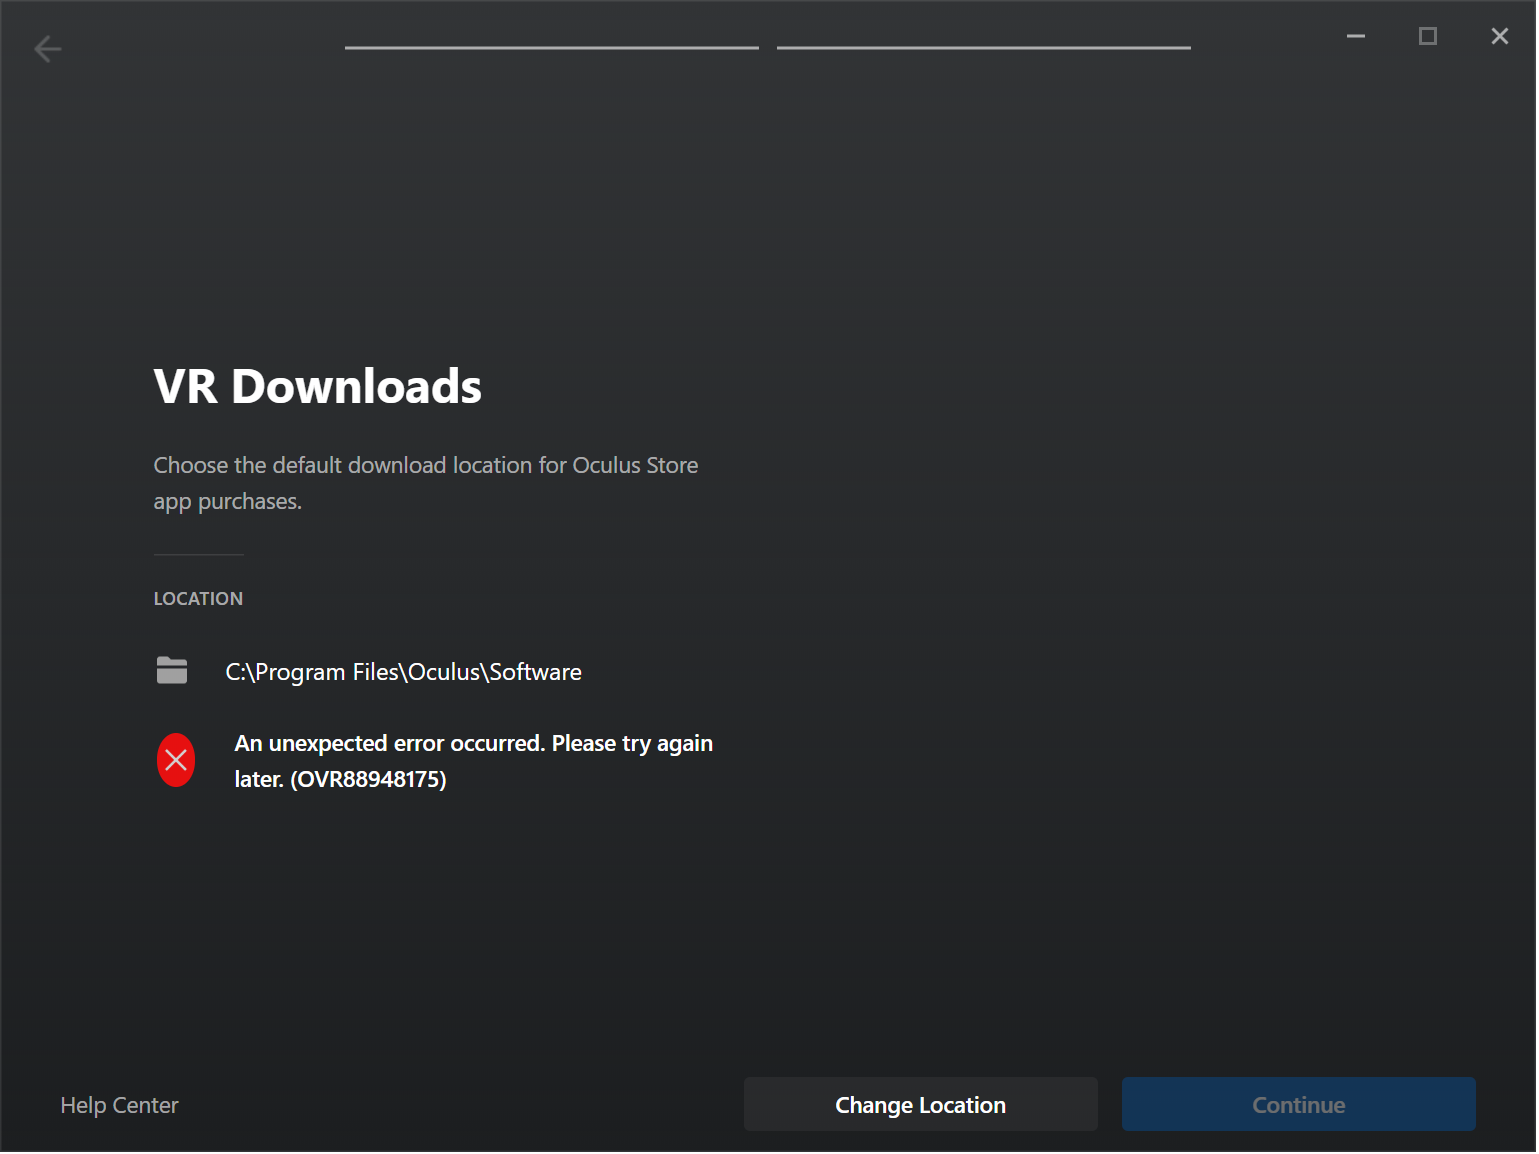 VR Downloads
Choose the default download location for Oculus Store
app purchases.
LOCATION
C:\Program Files\Oculus\Software
An unexpected error occurred. Please try again
later. (OVR88948175)
Help Center
Change Location
Continue